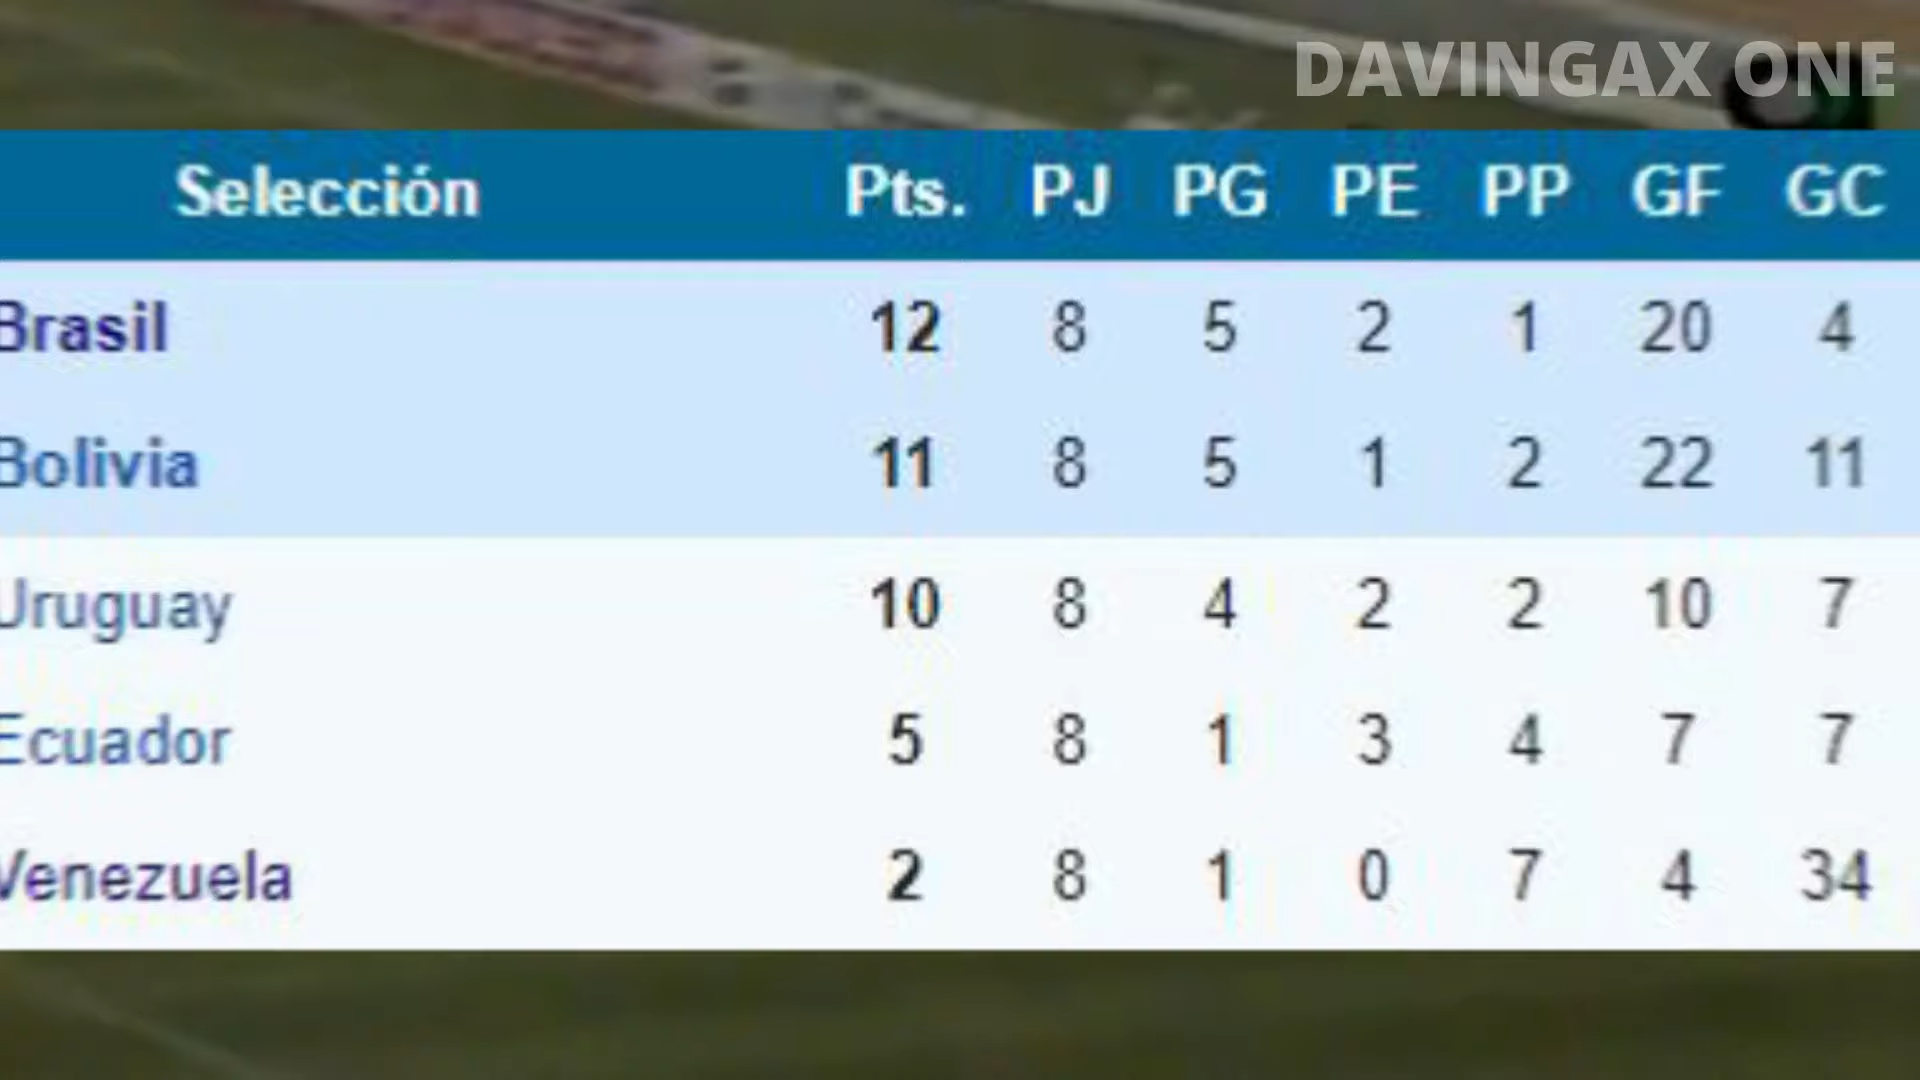 DAVINGAX ONE
Selección Pts. PJ PG PE PP GF GC
Brasil 12 8 5 2 1 20 4
Bolivia 11 8 5 1 2 22 11
Uruguay 10 8 4 2 2 10 7
Ecuador 5 8 1 3 4 7 7
Venezuela 2 8 1 0 7 4 34